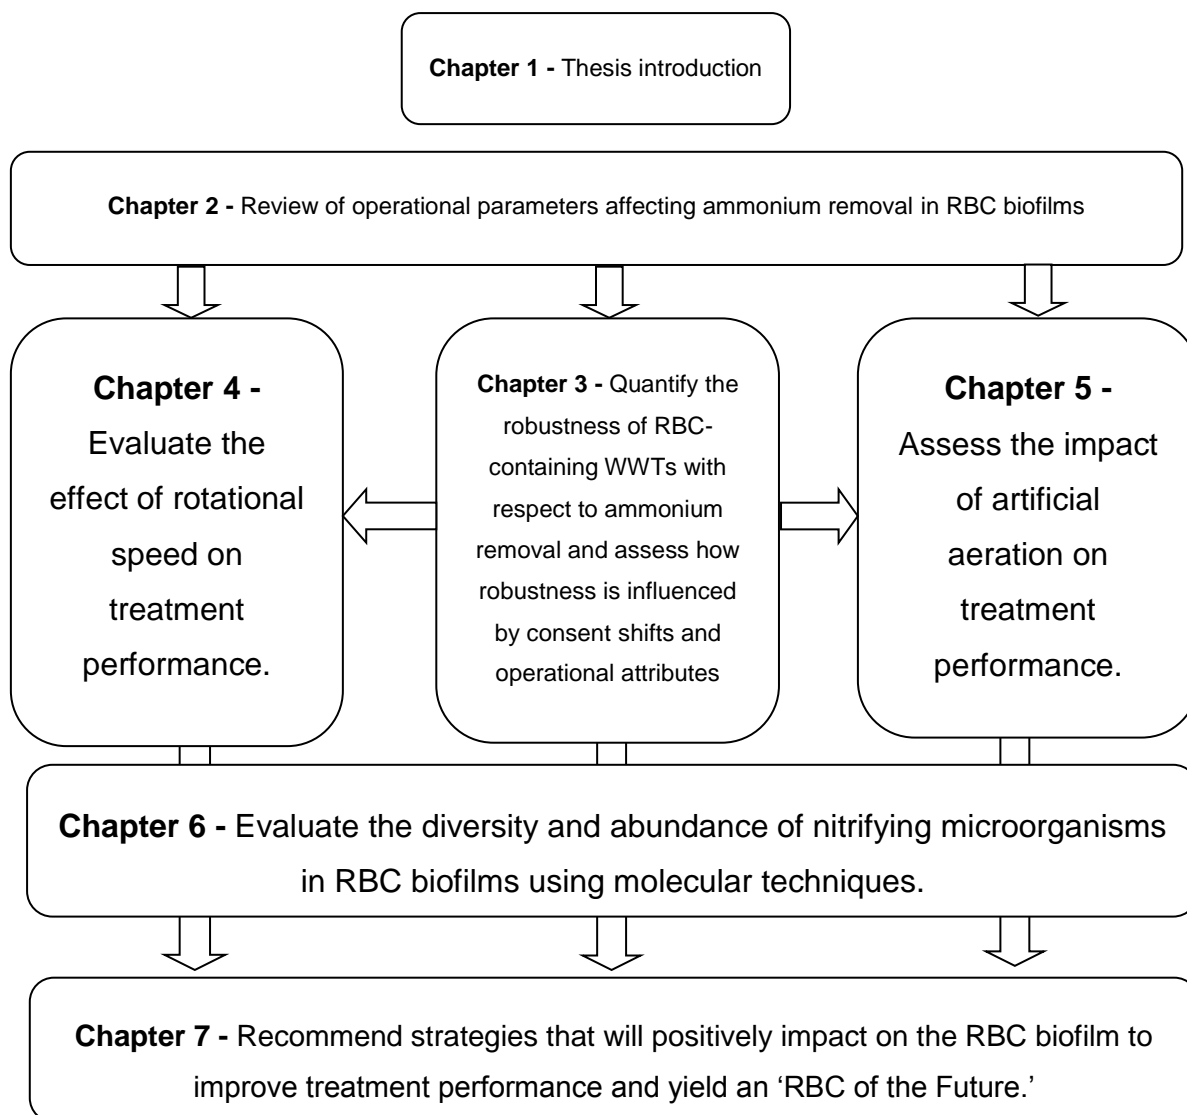 Chapter 1 - Thesis introduction
Chapter 2 - Review of operational parameters affecting ammonium removal in RBC biofilms
Chapter 4 -
Evaluate the
effect of rotational
speed on
treatment
performance.
Chapter 3 - Quantify the
robustness of RBC-
containing WWTs with
respect to ammonium
removal and assess how
robustness is influenced
by consent shifts and
operational attributes
Chapter 5 -
Assess the impact
of artificial
aeration on
treatment
performance.
Chapter 6 - Evaluate the diversity and abundance of nitrifying microorganisms
in RBC biofilms using molecular techniques.
Chapter 7 - Recommend strategies that will positively impact on the RBC biofilm to
improve treatment performance and yield an ‘RBC of the Future.’